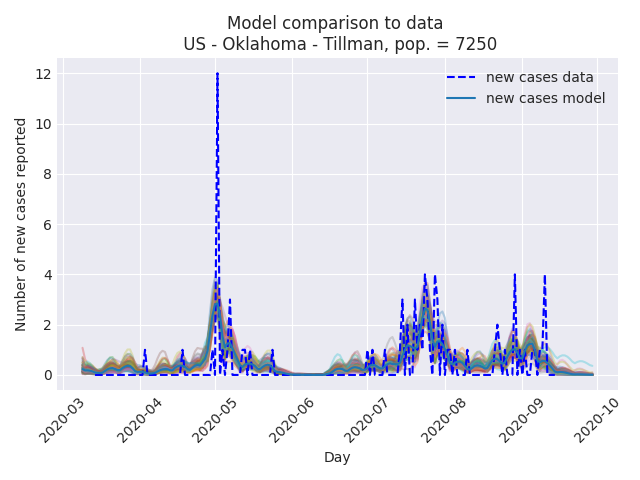 Model comparison to data
US - Oklahoma - Tillman, pop. = 7250
new cases data
new cases model
Number of new cases reported
12
10
8
6
4
2
0
2020-03
2020-04
2020-05
2020-06
2020-07
2020-08
2020-09
2020-10
Day